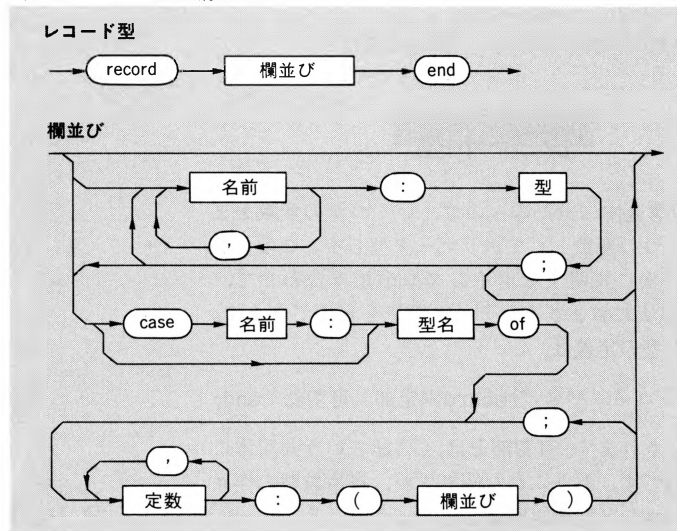 レコード型
record 欄並び end
欄並び
名前 : 型
,
;
case 名前 : 型名 of
;
,
定数 : ( 欄並び )